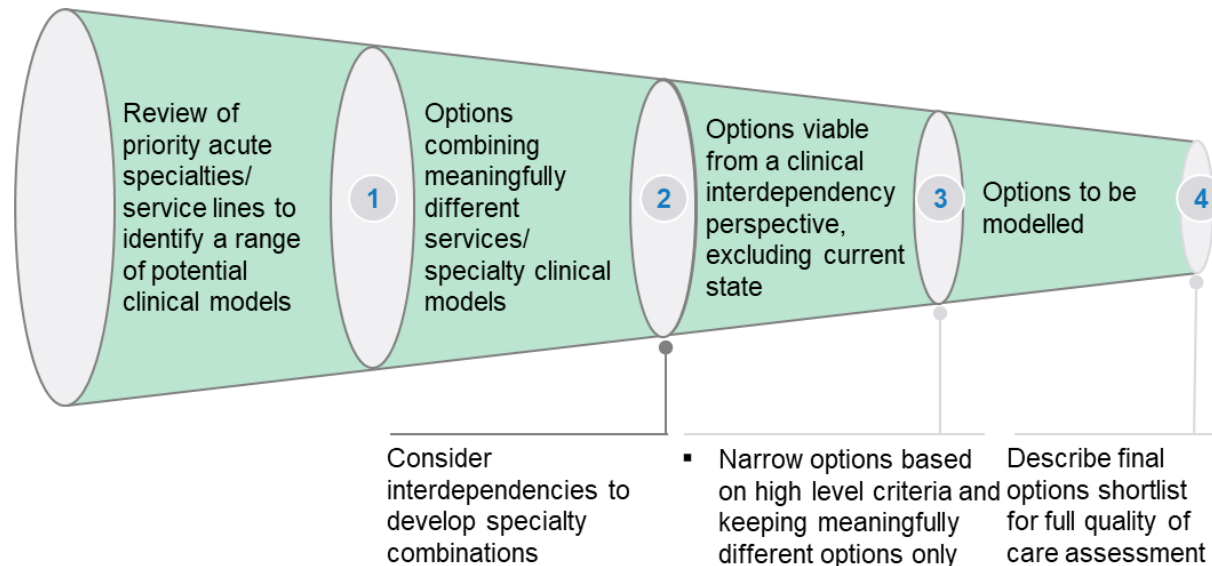 Review of
priority acute
specialties/
service lines to
identify a range
of potential
clinical models
1
Options
combining
meaningfully
different
services/
specialty clinical
models
2
Options viable
from a clinical
interdependency
perspective,
excluding current
state
3
Options to be
modelled
4
Consider
interdependencies to
develop specialty
combinations
▪ Narrow options based
on high level criteria and
keeping meaningfully
different options only
Describe final
options shortlist
for full quality of
care assessment